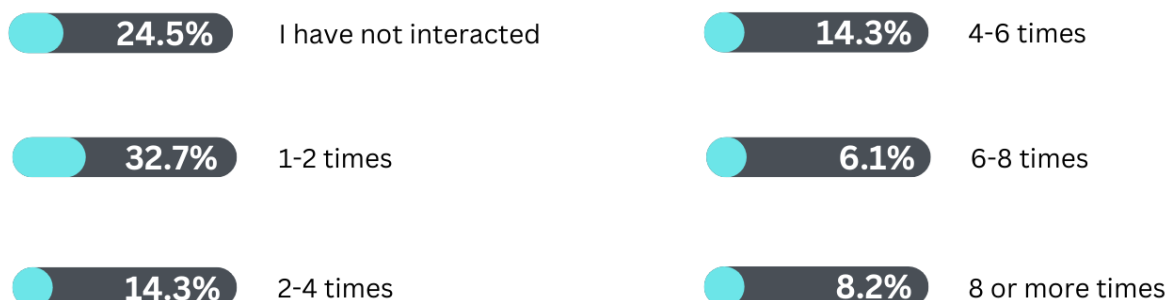 24.5% I have not interacted
32.7% 1-2 times
14.3% 2-4 times
14.3% 4-6 times
6.1% 6-8 times
8.2% 8 or more times